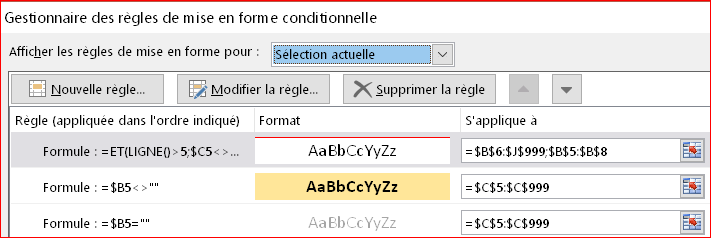 Gestionnaire des règles de mise en forme conditionnelle
Afficher les règles de mise en forme pour : Sélection actuelle
Nouvelle règle... Modifier la règle... Supprimer la règle
Règle (appliquée dans l'ordre indiqué) Format S'applique à
Formule : =ET(LIGNE()>5;$C5<>... AaBbCcYyZz =$B$6:$J$999;$B$5:$B$8
Formule : =$B5<>"" AaBbCcYyZz =$C$5:$C$999
Formule : =$B5="" AaBbCcYyZz =$C$5:$C$999